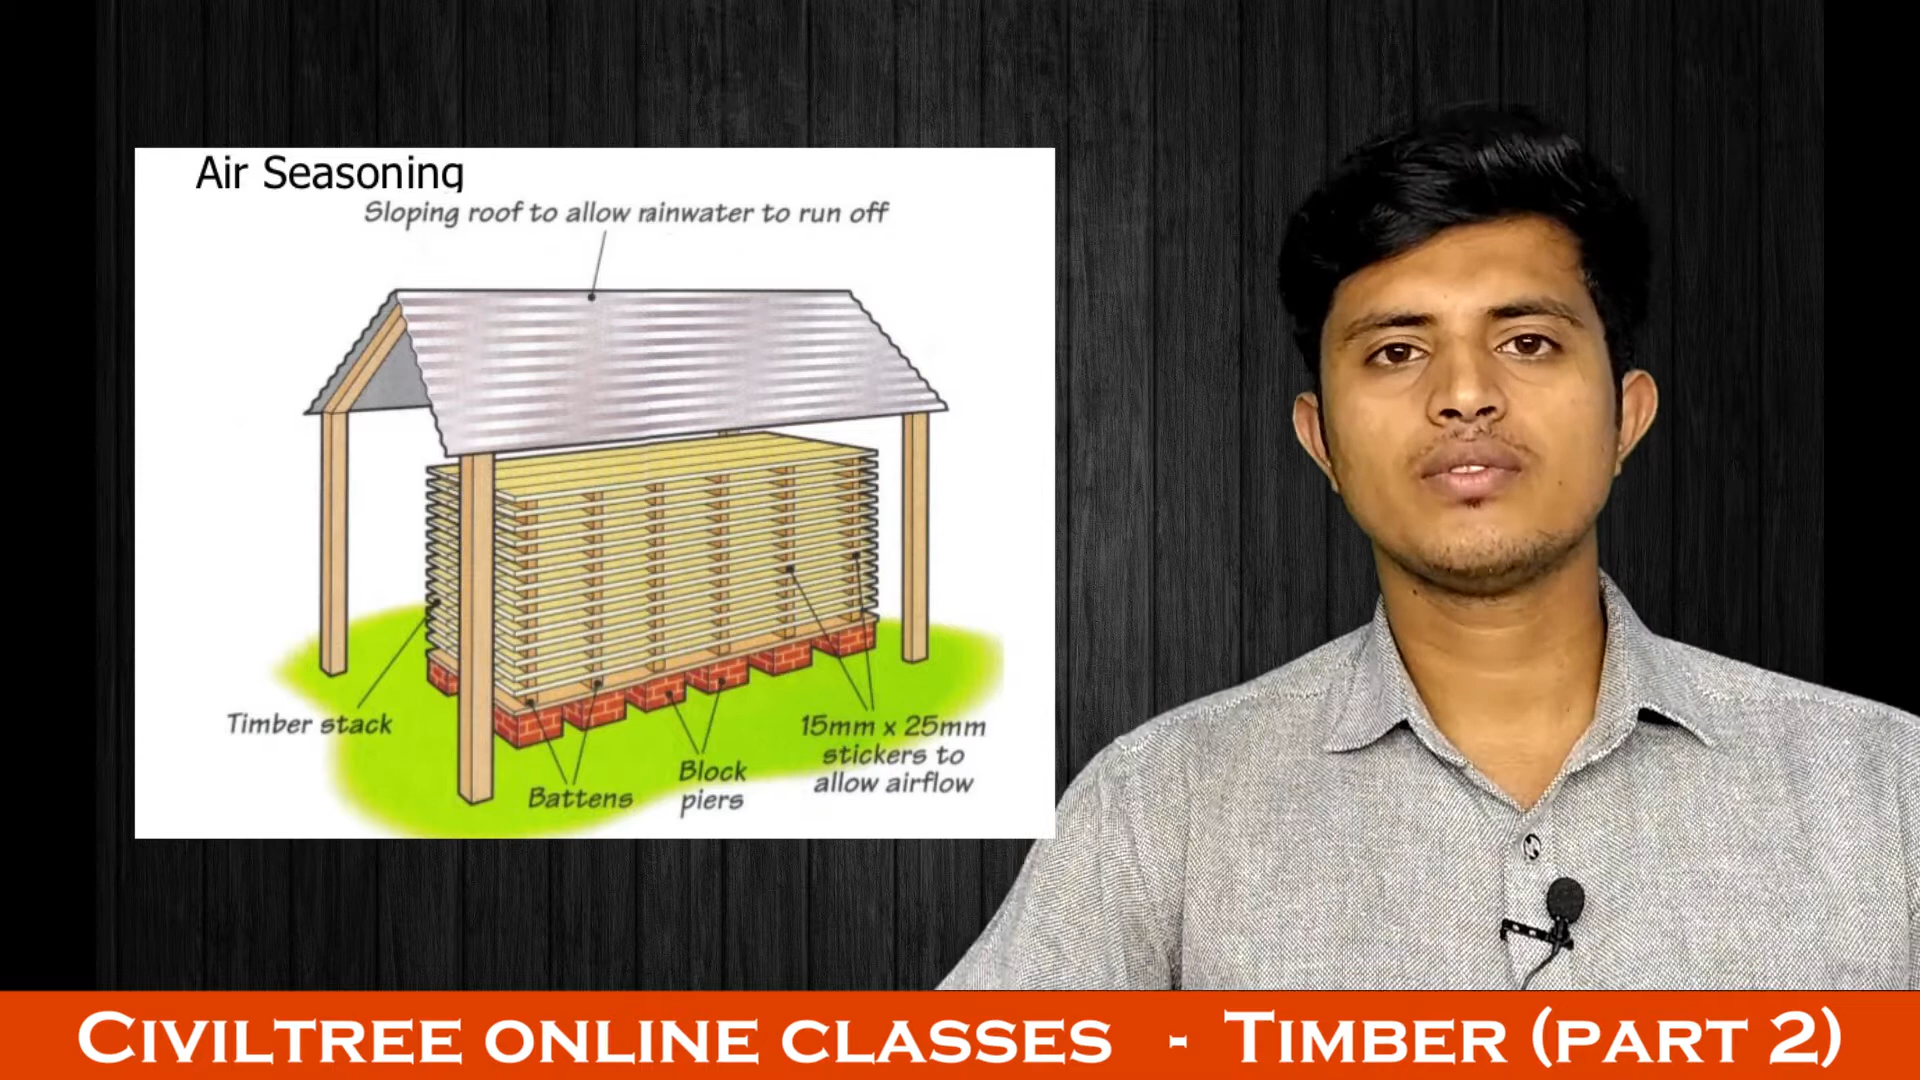 Air Seasoning
Sloping roof to allow rainwater to run off
Timber stack
Battens
Block
piers
15mm x 25mm
stickers to
allow airflow
CIVILTREE ONLINE CLASSES - TIMBER (PART 2)